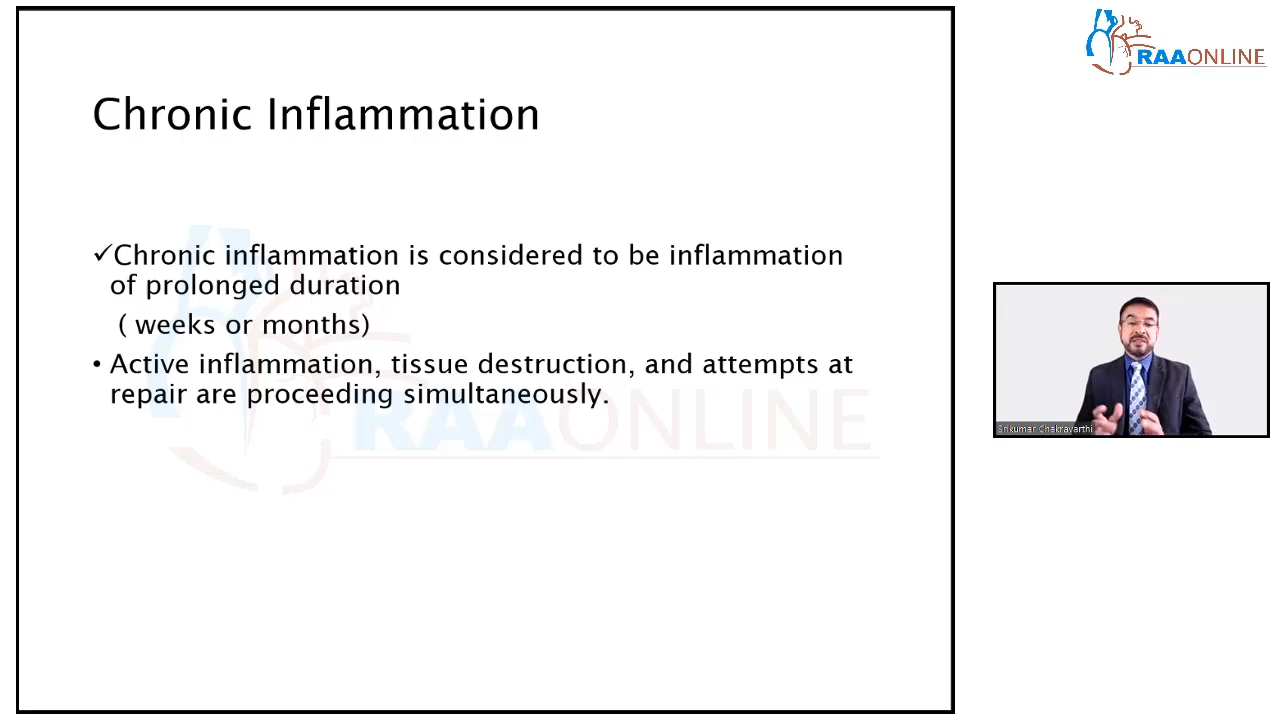 RAAONLINE
Chronic Inflammation
✓Chronic inflammation is considered to be inflammation
of prolonged duration
( weeks or months)
• Active inflammation, tissue destruction, and attempts at
repair are proceeding simultaneously.
RAAONLINE
Srikumar Chakravarthi